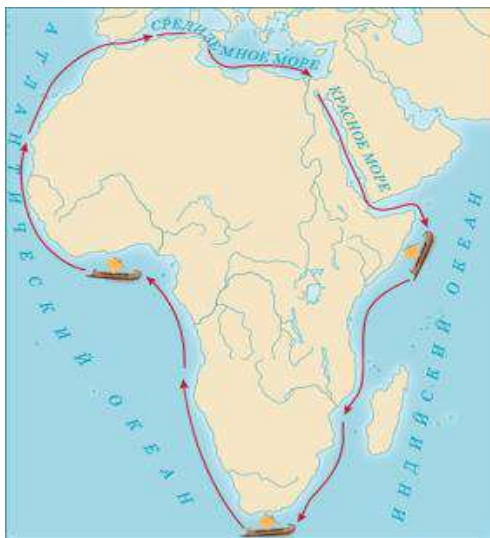 СРЕДИЗЕМНОЕ МОРЕ
КРАСНОЕ МОРЕ
АТЛАНТИЧЕСКИЙ ОКЕАН
ИНДИЙСКИЙ ОКЕАН